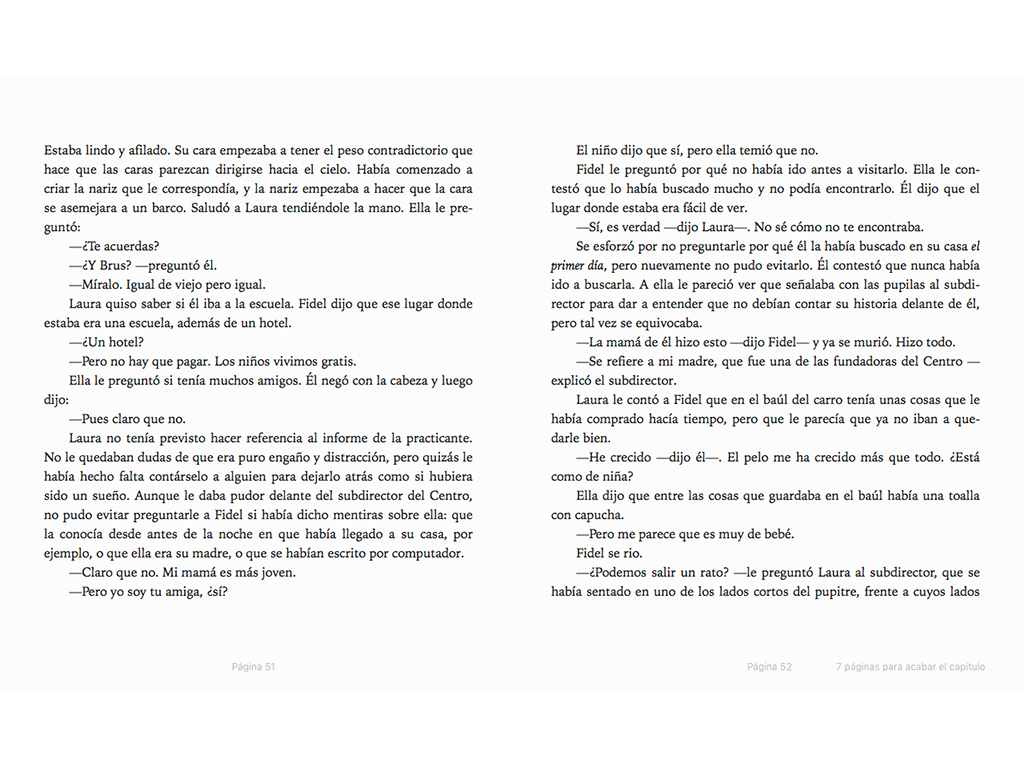 Estaba lindo y afilado. Su cara empezaba a tener el peso contradictorio que
hace que las caras parezcan dirigirse hacia el cielo. Había comenzado a
criar la nariz que le correspondía, y la nariz empezaba a hacer que la cara
se asemejara a un barco. Saludó a Laura tendiéndole la mano. Ella le pre-
guntó:
—¿Te acuerdas?
—¿Y Brus? —preguntó él.
—Míralo. Igual de viejo pero igual.
Laura quiso saber si él iba a la escuela. Fidel dijo que ese lugar donde
estaba era una escuela, además de un hotel.
—¿Un hotel?
—Pero no hay que pagar. Los niños vivimos gratis.
Ella le preguntó si tenía muchos amigos. Él negó con la cabeza y luego
dijo:
—Pues claro que no.
Laura no tenía previsto hacer referencia al informe de la practicante.
No le quedaban dudas de que era puro engaño y distracción, pero quizás le
había hecho falta contárselo a alguien para dejarlo atrás como si hubiera
sido un sueño. Aunque le daba pudor delante del subdirector del Centro,
no pudo evitar preguntarle a Fidel si había dicho mentiras sobre ella: que
la conocía desde antes de la noche en que había llegado a su casa, por
ejemplo, o que ella era su madre, o que se habían escrito por computador.
—Claro que no. Mi mamá es más joven.
—Pero yo soy tu amiga, ¿sí?
Página 51
El niño dijo que sí, pero ella temió que no.
Fidel le preguntó por qué no había ido antes a visitarlo. Ella le con-
testó que lo había buscado mucho y no podía encontrarlo. Él dijo que el
lugar donde estaba era fácil de ver.
—Sí, es verdad —dijo Laura—. No sé cómo no te encontraba.
Se esforzó por no preguntarle por qué él la había buscado en su casa el
primer día, pero nuevamente no pudo evitarlo. Él contestó que nunca había
ido a buscarla. A ella le pareció ver que señalaba con las pupilas al subdi-
rector para dar a entender que no debían contar su historia delante de él,
pero tal vez se equivocaba.
—La mamá de él hizo esto —dijo Fidel— y ya se murió. Hizo todo.
—Se refiere a mi madre, que fue una de las fundadoras del Centro —
explicó el subdirector.
Laura le contó a Fidel que en el baúl del carro tenía unas cosas que le
había comprado hacía tiempo, pero que le parecía que ya no iban a que-
darle bien.
—He crecido —dijo él—. El pelo me ha crecido más que todo. ¿Está
como de niña?
Ella dijo que entre las cosas que guardaba en el baúl había una toalla
con capucha.
—Pero me parece que es muy de bebé.
Fidel se rio.
—¿Podemos salir un rato? —le preguntó Laura al subdirector, que se
había sentado en uno de los lados cortos del pupitre, frente a cuyos lados
Página 52
7 páginas para acabar el capítulo